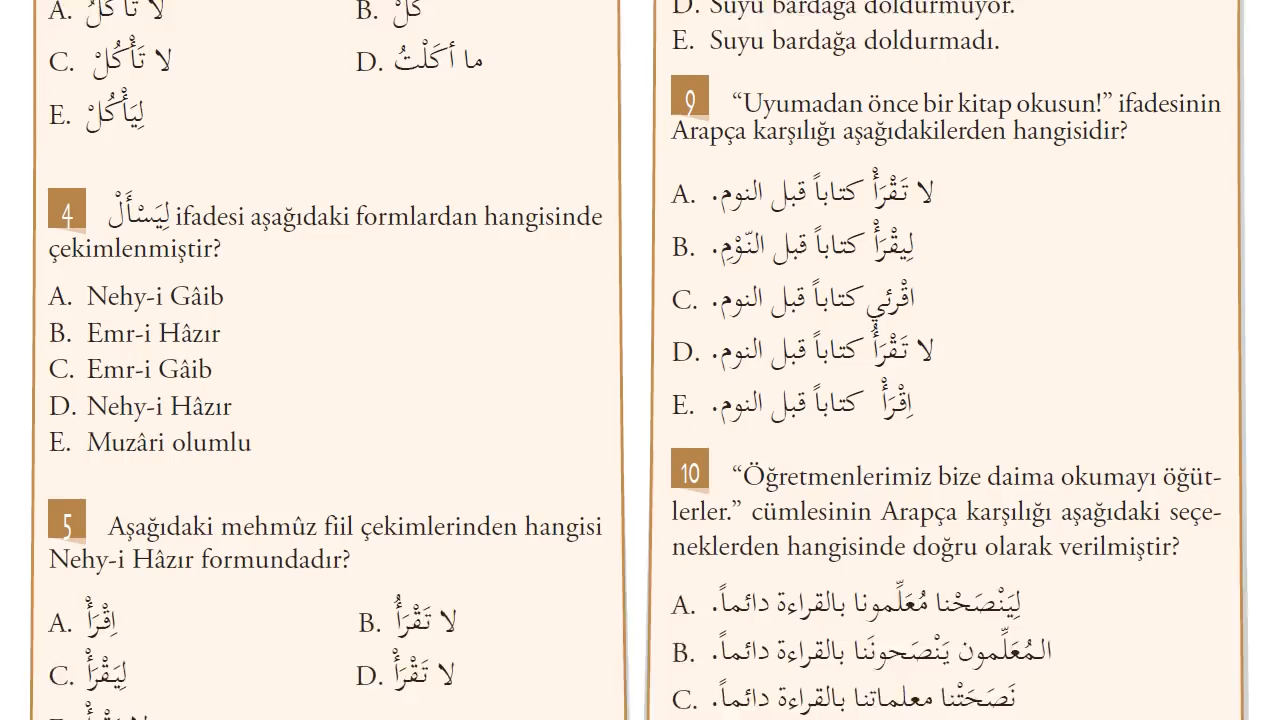 A. لا تَأْكُلُ
B. كُلْ
C. لا تَأْكُلْ
D. ما أكَلْتُ
E. لِيَأْكُلْ
4 لِيَسْأَلْ ifadesi aşağıdaki formlardan hangisinde
çekimlenmiştir?
A. Nehy-i Gâib
B. Emr-i Hâzır
C. Emr-i Gâib
D. Nehy-i Hâzır
E. Muzâri olumlu
5 Aşağıdaki mehmûz fiil çekimlerinden hangisi
Nehy-i Hâzır formundadır?
A. اِقْرَأْ
B. لا تَقْرَأُ
C. لِيَقْرَأْ
D. لا تَقْرَأْ
D. Suyu bardağa doldurmuyor.
E. Suyu bardağa doldurmadı.
9 “Uyumadan önce bir kitap okusun!” ifadesinin
Arapça karşılığı aşağıdakilerden hangisidir?
A. لا تَقْرَأْ كتاباً قبل النوم.
B. لِيقْرَأْ كتاباً قبل النّوْمِ.
C. اقْرئي كتاباً قبل النوم.
D. لا تَقْرَأُ كتاباً قبل النوم.
E. اِقْرَأْ كتاباً قبل النوم.
10 “Öğretmenlerimiz bize daima okumayı öğüt-
lerler.” cümlesinin Arapça karşılığı aşağıdaki seçe-
neklerden hangisinde doğru olarak verilmiştir?
A. لِيَنْصَحْنا مُعَلِّمونا بالقراءة دائماً.
B. المُعَلِّمون يَنْصَحونَنا بالقراءة دائماً.
C. نَصَحَتْنا معلماتنا بالقراءة دائماً.